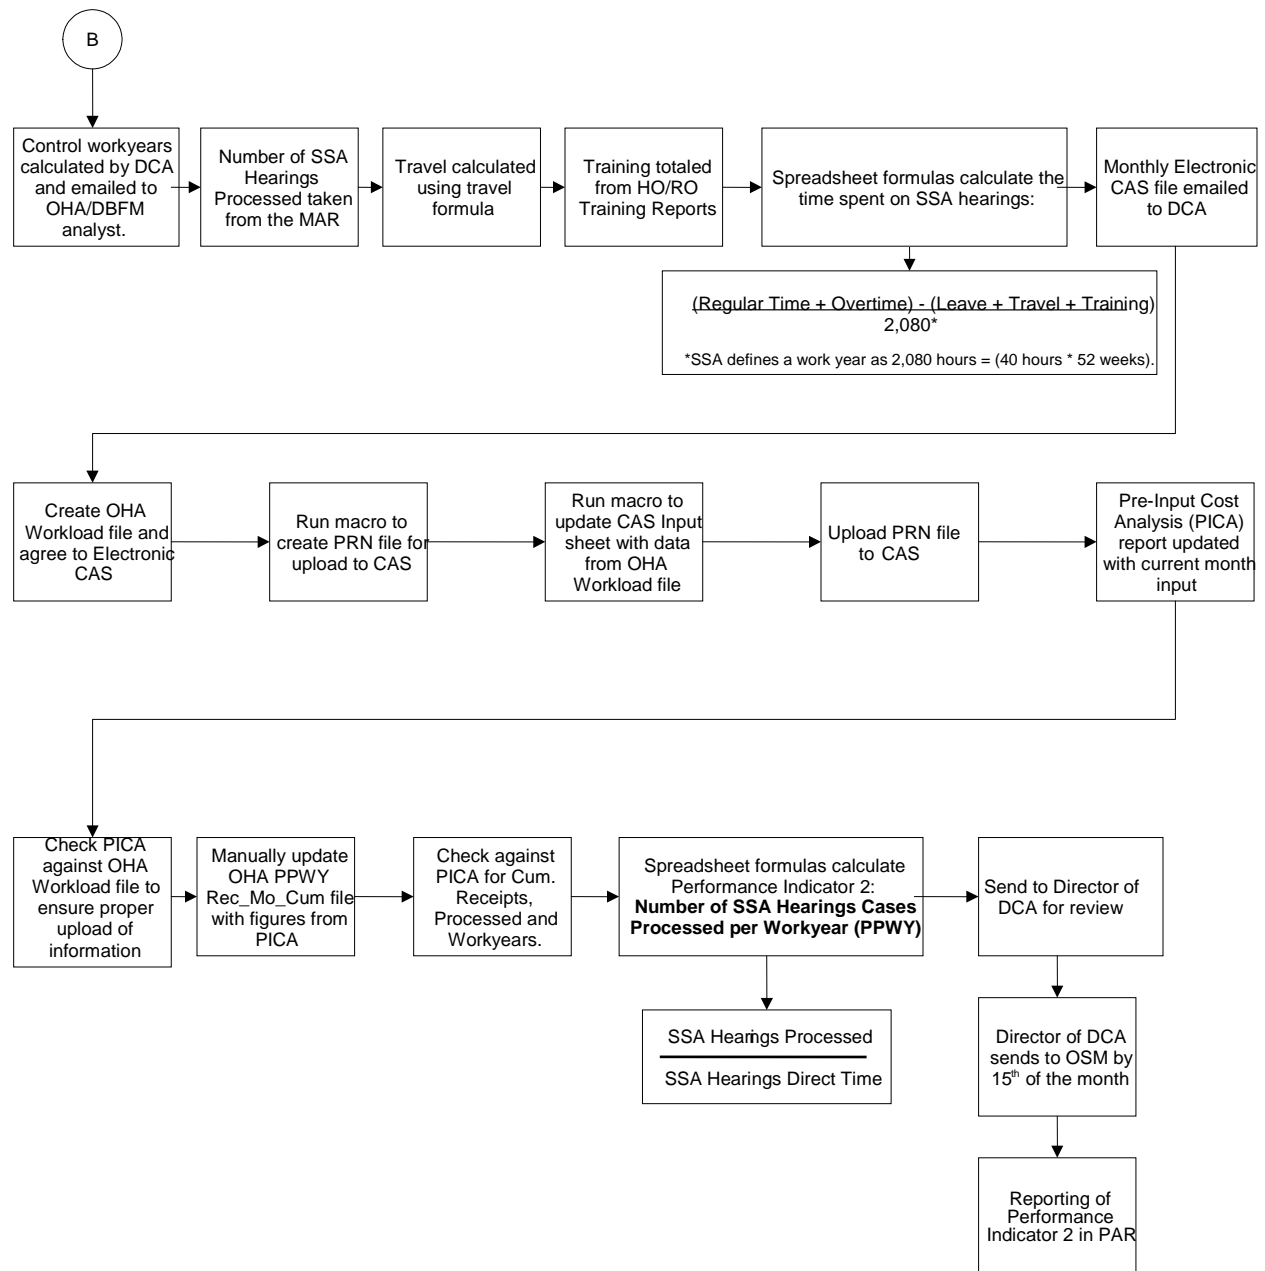 B
Control workyears
calculated by DCA
and emailed to
OHA/DBFM
analyst.
Number of SSA
Hearings
Processed taken
from the MAR
Travel calculated
using travel
formula
Training totaled
from HO/RO
Training Reports
Spreadsheet formulas calculate the
time spent on SSA hearings:
Monthly Electronic
CAS file emailed
to DCA
(Regular Time + Overtime) - (Leave + Travel + Training)
2,080*
*SSA defines a work year as 2,080 hours = (40 hours * 52 weeks).
Create OHA
Workload file and
agree to Electronic
CAS
Run macro to
create PRN file for
upload to CAS
Run macro to
update CAS Input
sheet with data
from OHA
Workload file
Upload PRN file
to CAS
Pre-Input Cost
Analysis (PICA)
report updated
with current month
input
Check PICA
against OHA
Workload file to
ensure proper
upload of
information
Manually update
OHA PPWY
Rec_Mo_Cum file
with figures from
PICA
Check against
PICA for Cum.
Receipts,
Processed and
Workyears.
Spreadsheet formulas calculate
Performance Indicator 2:
Number of SSA Hearings Cases
Processed per Workyear (PPWY)
Send to Director of
DCA for review
SSA Hearings Processed
SSA Hearings Direct Time
Director of DCA
sends to OSM by
15th of the month
Reporting of
Performance
Indicator 2 in PAR